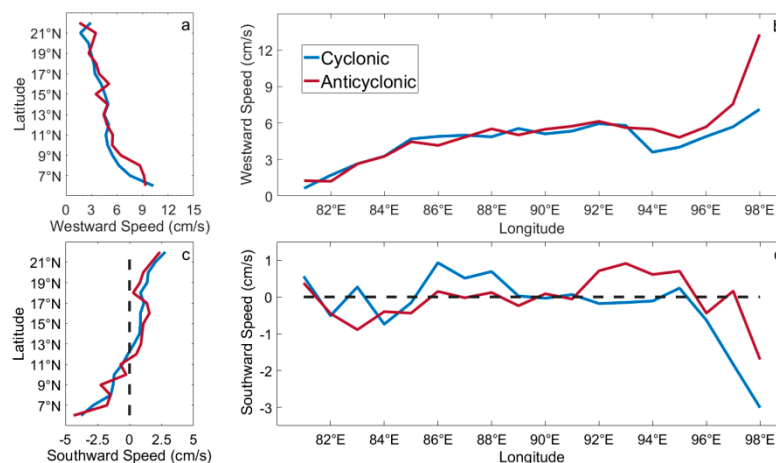 a
21°N
19°N
17°N
15°N
13°N
11°N
9°N
7°N
Latitude
0 3 6 9 12 15
Westward Speed (cm/s)
b
Cyclonic
Anticyclonic
12
9
6
3
0
Westward Speed (cm/s)
82°E 84°E 86°E 88°E 90°E 92°E 94°E 96°E 98°E
Longitude
c
21°N
19°N
17°N
15°N
13°N
11°N
9°N
7°N
Latitude
-5 -2.5 0 2.5 5
Southward Speed (cm/s)
1
0
-1
-2
-3
Southward Speed (cm/s)
82°E 84°E 86°E 88°E 90°E 92°E 94°E 96°E 98°E
Longitude